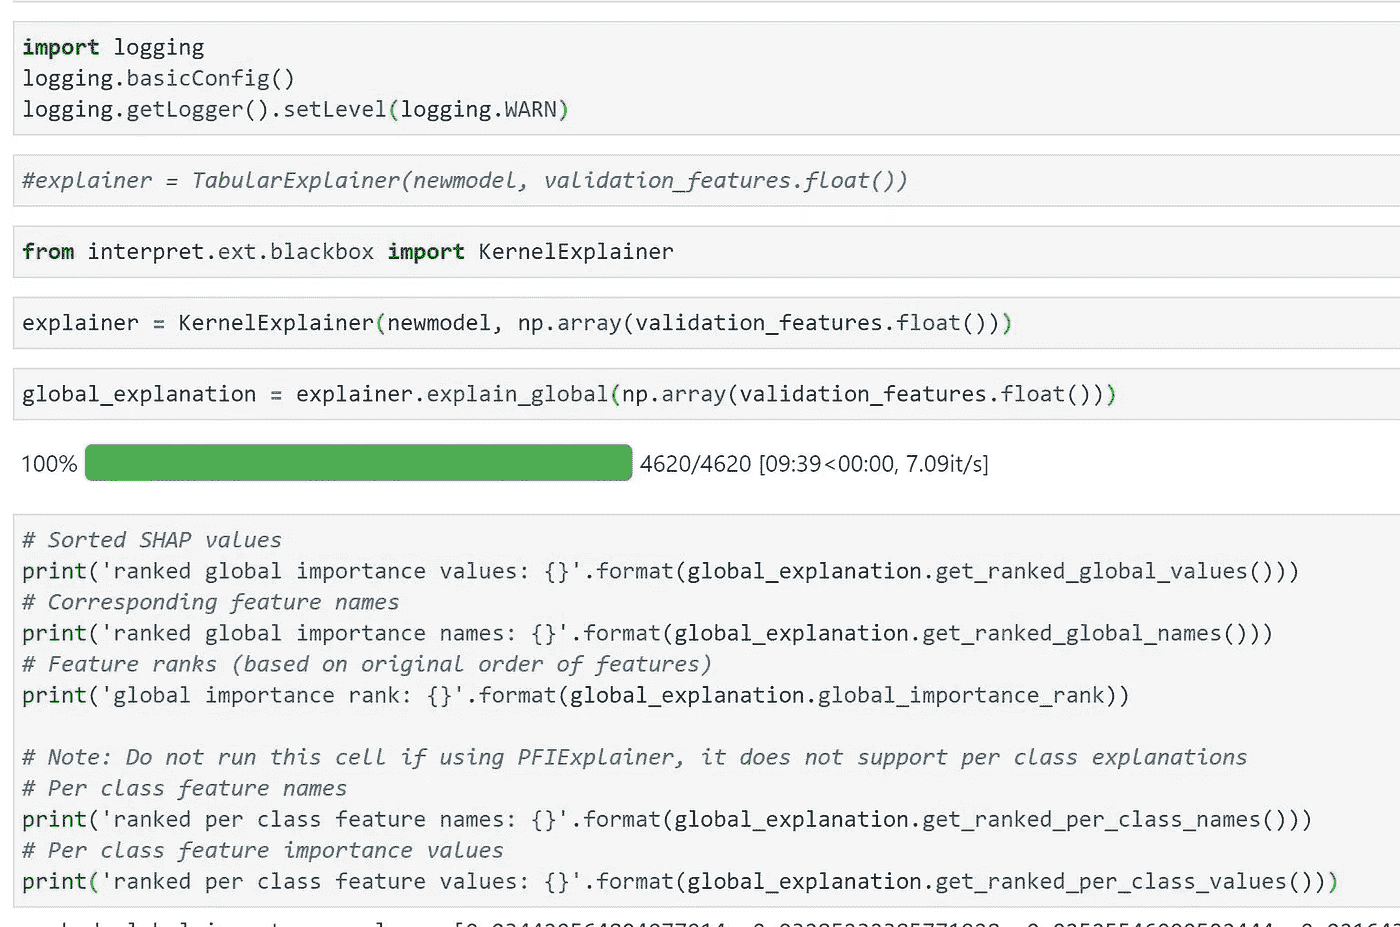 import logging
logging.basicConfig()
logging.getLogger().setLevel(logging.WARN)
#explainer = TabularExplainer(newmodel, validation_features.float())
from interpret.ext.blackbox import KernelExplainer
explainer = KernelExplainer(newmodel, np.array(validation_features.float()))
global_explanation = explainer.explain_global(np.array(validation_features.float()))
100% 4620/4620 [09:39<00:00, 7.09it/s]
# Sorted SHAP values
print('ranked global importance values: {}'.format(global_explanation.get_ranked_global_values()))
# Corresponding feature names
print('ranked global importance names: {}'.format(global_explanation.get_ranked_global_names()))
# Feature ranks (based on original order of features)
print('global importance rank: {}'.format(global_explanation.global_importance_rank))
# Note: Do not run this cell if using PFIExplainer, it does not support per class explanations
# Per class feature names
print('ranked per class feature names: {}'.format(global_explanation.get_ranked_per_class_names()))
# Per class feature importance values
print('ranked per class feature values: {}'.format(global_explanation.get_ranked_per_class_values()))